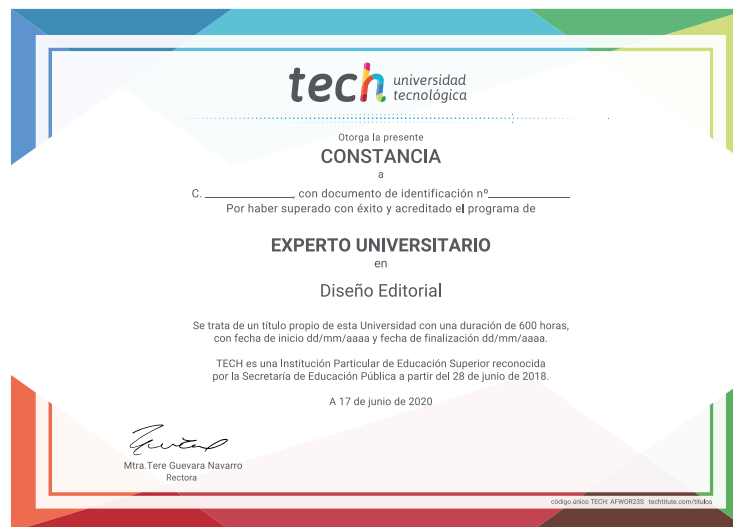 tech universidad
tecnológica
Otorga la presente
CONSTANCIA
a
C. ______________, con documento de identificación nº______________
Por haber superado con éxito y acreditado el programa de
EXPERTO UNIVERSITARIO
en
Diseño Editorial
Se trata de un título propio de esta Universidad con una duración de 600 horas,
con fecha de inicio dd/mm/aaaa y fecha de finalización dd/mm/aaaa.
TECH es una Institución Particular de Educación Superior reconocida
por la Secretaría de Educación Pública a partir del 28 de junio de 2018.
A 17 de junio de 2020
Mtra.Tere Guevara Navarro
Rectora
código único TECH: AFWOR23S techtitute.com/titulos